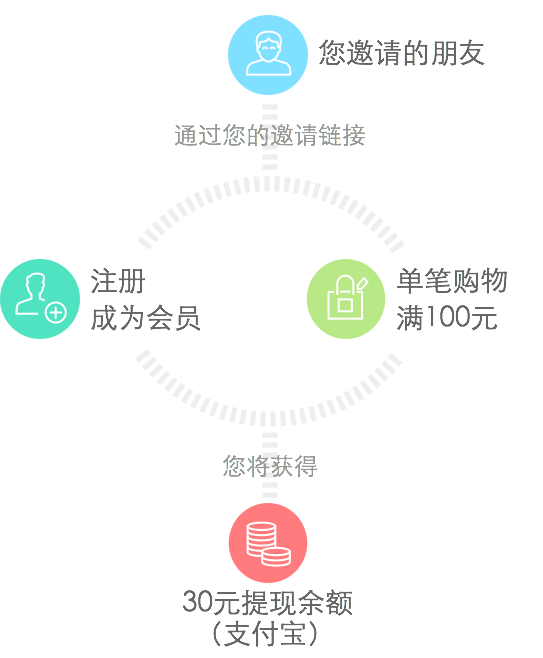 您邀请的朋友
通过您的邀请链接
注册
成为会员
单笔购物
满100元
您将获得
30元提现余额
（支付宝）